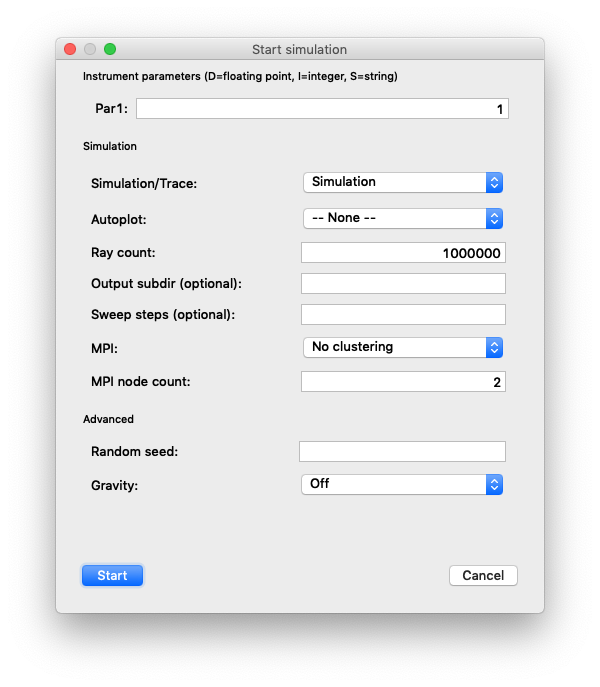 Start simulation
Instrument parameters (D=floating point, I=integer, S=string)
Par1: 1
Simulation
Simulation/Trace: Simulation
Autoplot: -- None --
Ray count: 1000000
Output subdir (optional):
Sweep steps (optional):
MPI: No clustering
MPI node count: 2
Advanced
Random seed:
Gravity: Off
Start Cancel